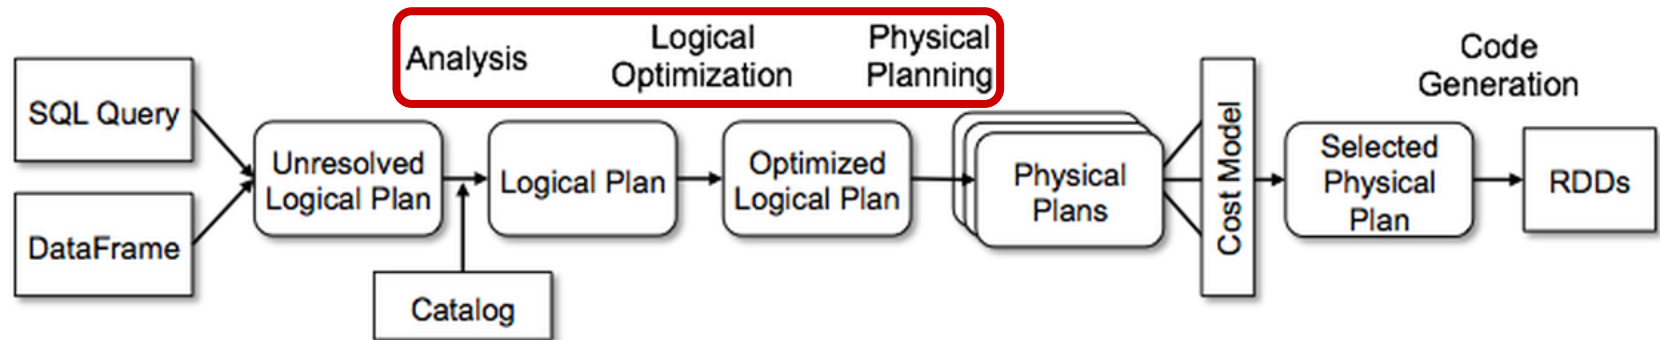 Analysis
Logical
Optimization
Physical
Planning
Code
Generation
SQL Query
DataFrame
Unresolved
Logical Plan
Catalog
Logical Plan
Optimized
Logical Plan
Physical
Plans
Cost Model
Selected
Physical
Plan
RDDs